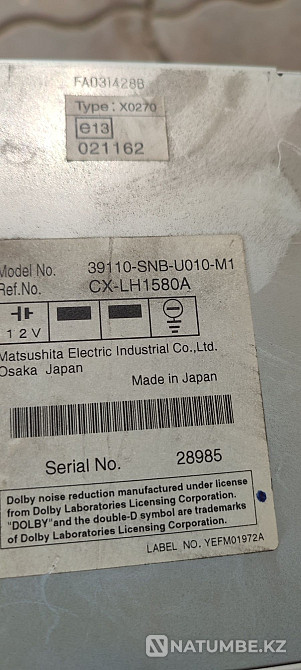 FA031428B
Type: X0270
e13
021162
Model No. 39110-SNB-U010-M1
Ref.No. CX-LH1580A
12V
Matsushita Electric Industrial Co.,Ltd.
Osaka Japan
Made in Japan
Serial No. 28985
Dolby noise reduction manufactured under license
from Dolby Laboratories Licensing Corporation.
"DOLBY" and the double-D symbol are trademarks
of Dolby Laboratories Licensing Corporation.
LABEL NO. YEFM01972A
NATUMBE.KZ